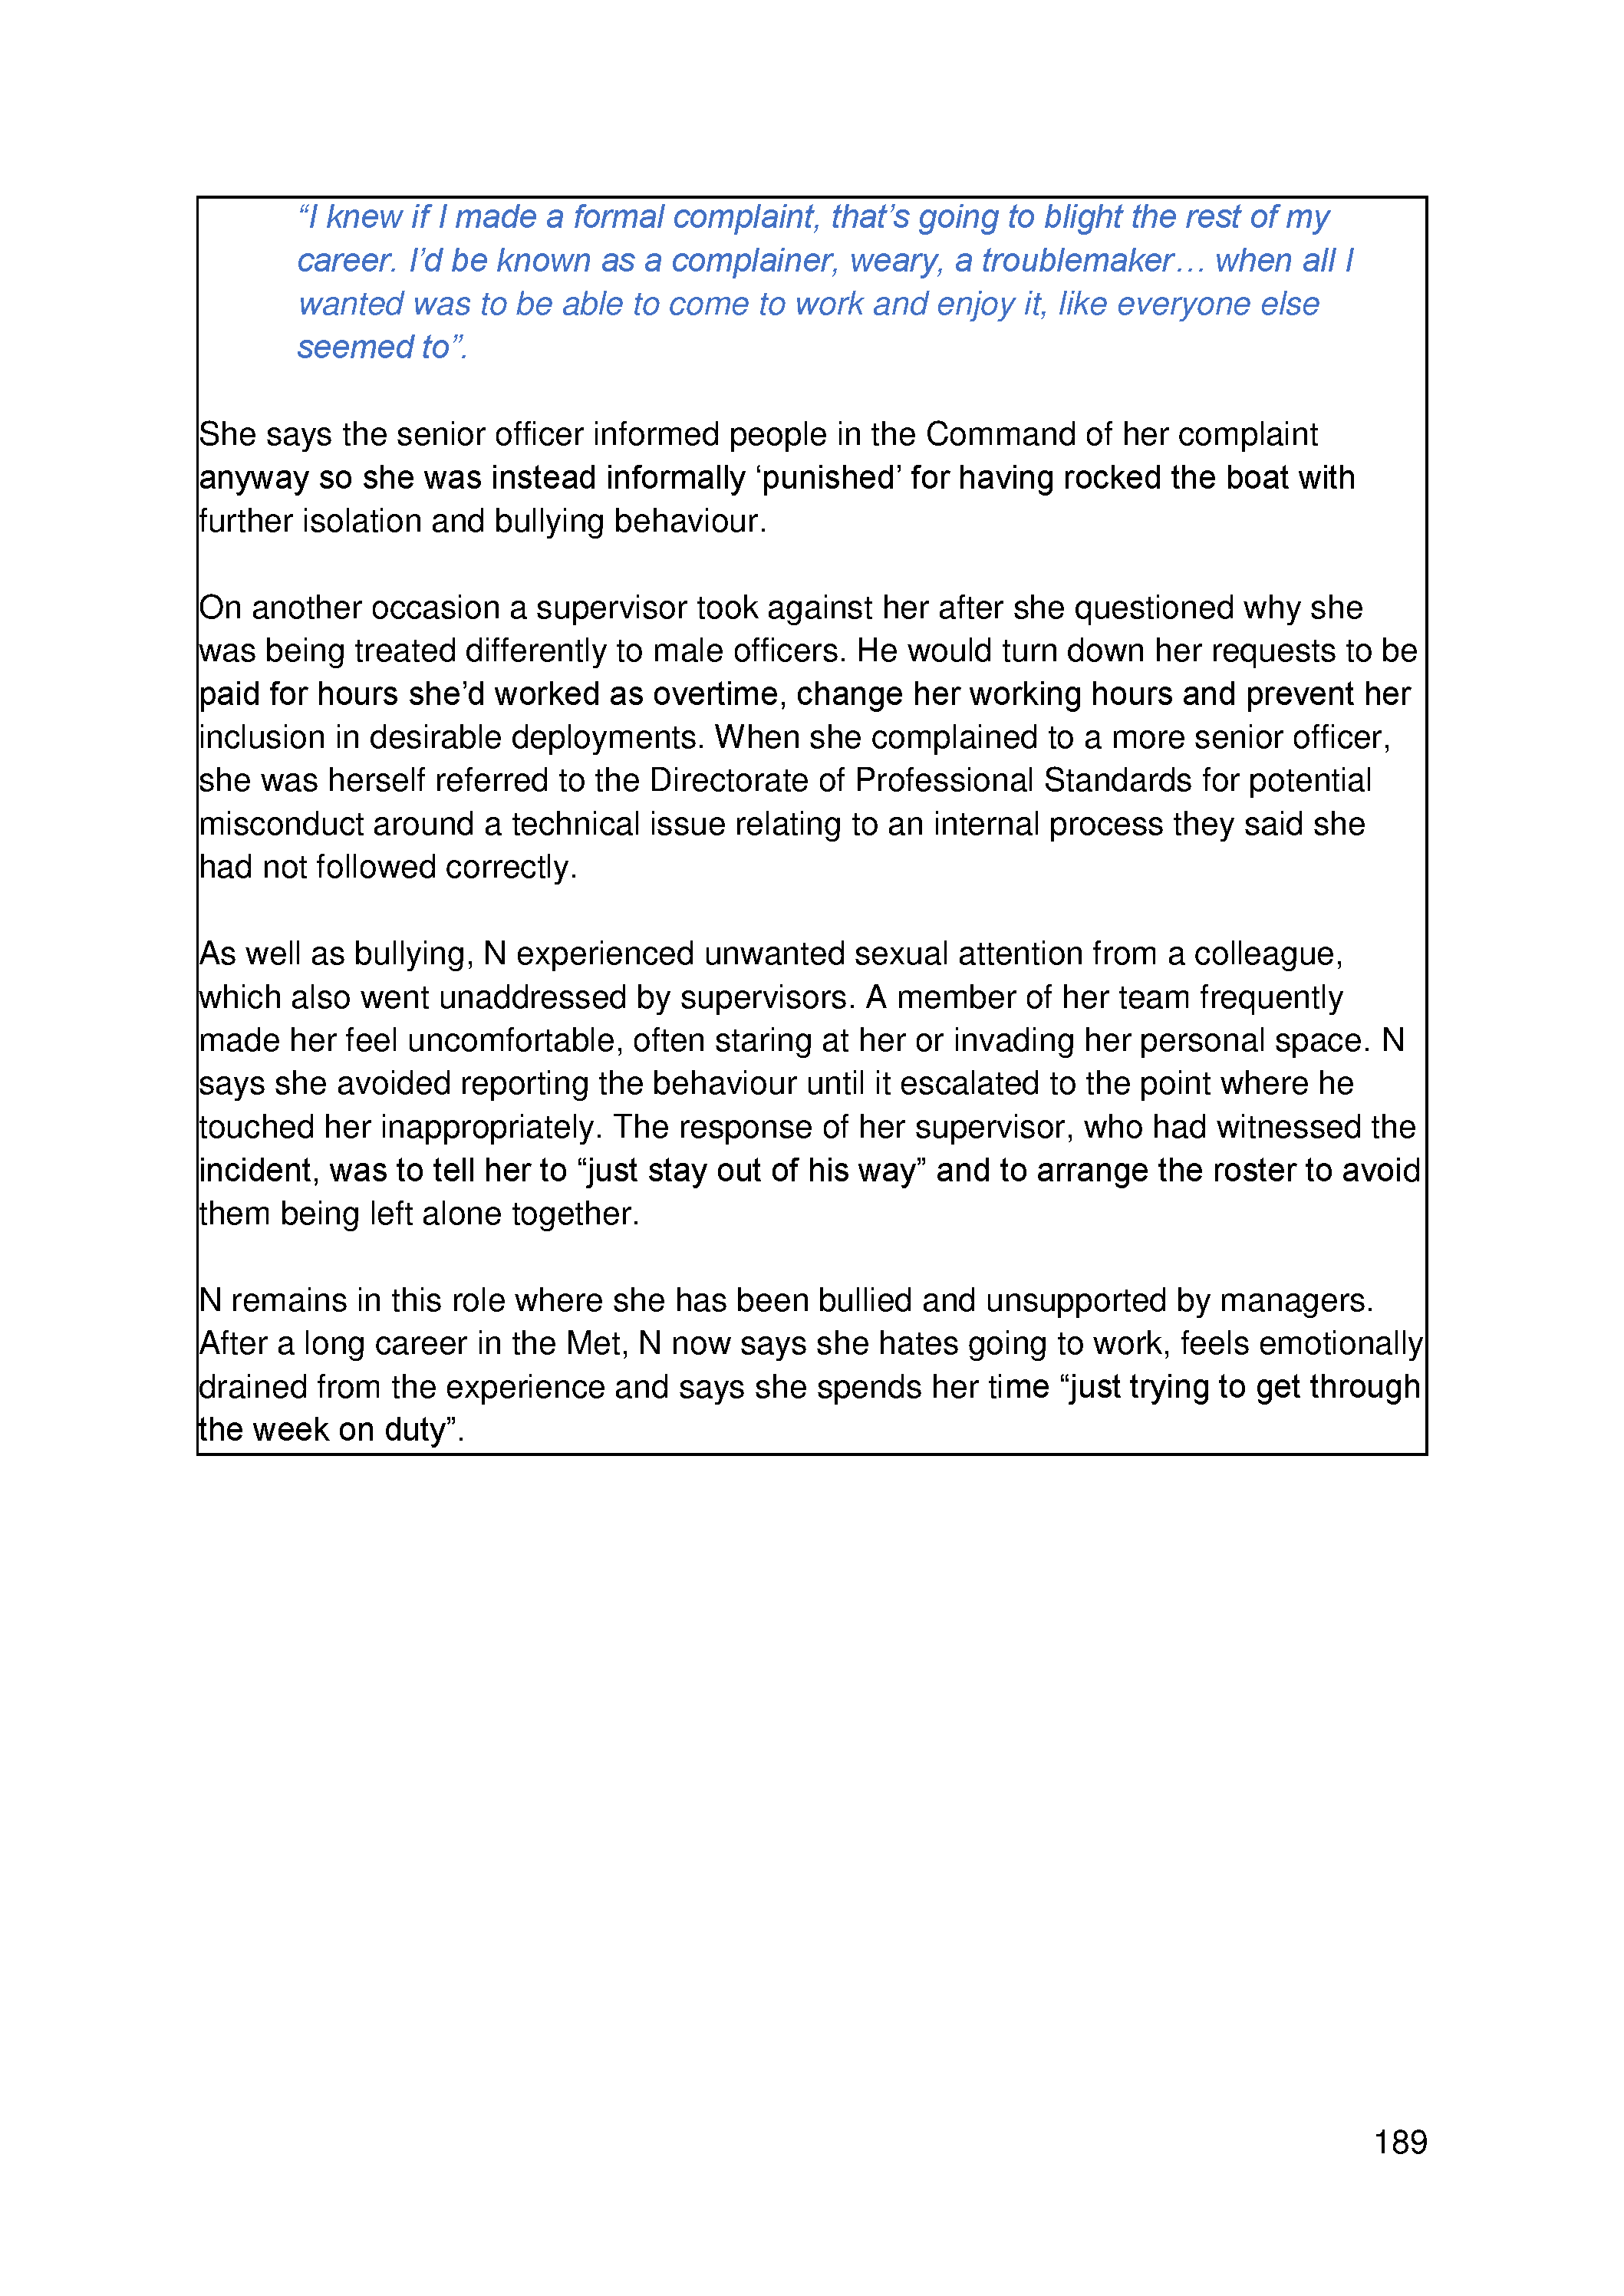 “I knew if I made a formal complaint, that’s going to blight the rest of my
career. I’d be known as a complainer, weary, a troublemaker… when all I
wanted was to be able to come to work and enjoy it, like everyone else
seemed to”.
She says the senior officer informed people in the Command of her complaint
anyway so she was instead informally ‘punished’ for having rocked the boat with
further isolation and bullying behaviour.
On another occasion a supervisor took against her after she questioned why she
was being treated differently to male officers. He would turn down her requests to be
paid for hours she’d worked as overtime, change her working hours and prevent her
inclusion in desirable deployments. When she complained to a more senior officer,
she was herself referred to the Directorate of Professional Standards for potential
misconduct around a technical issue relating to an internal process they said she
had not followed correctly.
As well as bullying, N experienced unwanted sexual attention from a colleague,
which also went unaddressed by supervisors. A member of her team frequently
made her feel uncomfortable, often staring at her or invading her personal space. N
says she avoided reporting the behaviour until it escalated to the point where he
touched her inappropriately. The response of her supervisor, who had witnessed the
incident, was to tell her to “just stay out of his way” and to arrange the roster to avoid
them being left alone together.
N remains in this role where she has been bullied and unsupported by managers.
After a long career in the Met, N now says she hates going to work, feels emotionally
drained from the experience and says she spends her time “just trying to get through
the week on duty”.
189